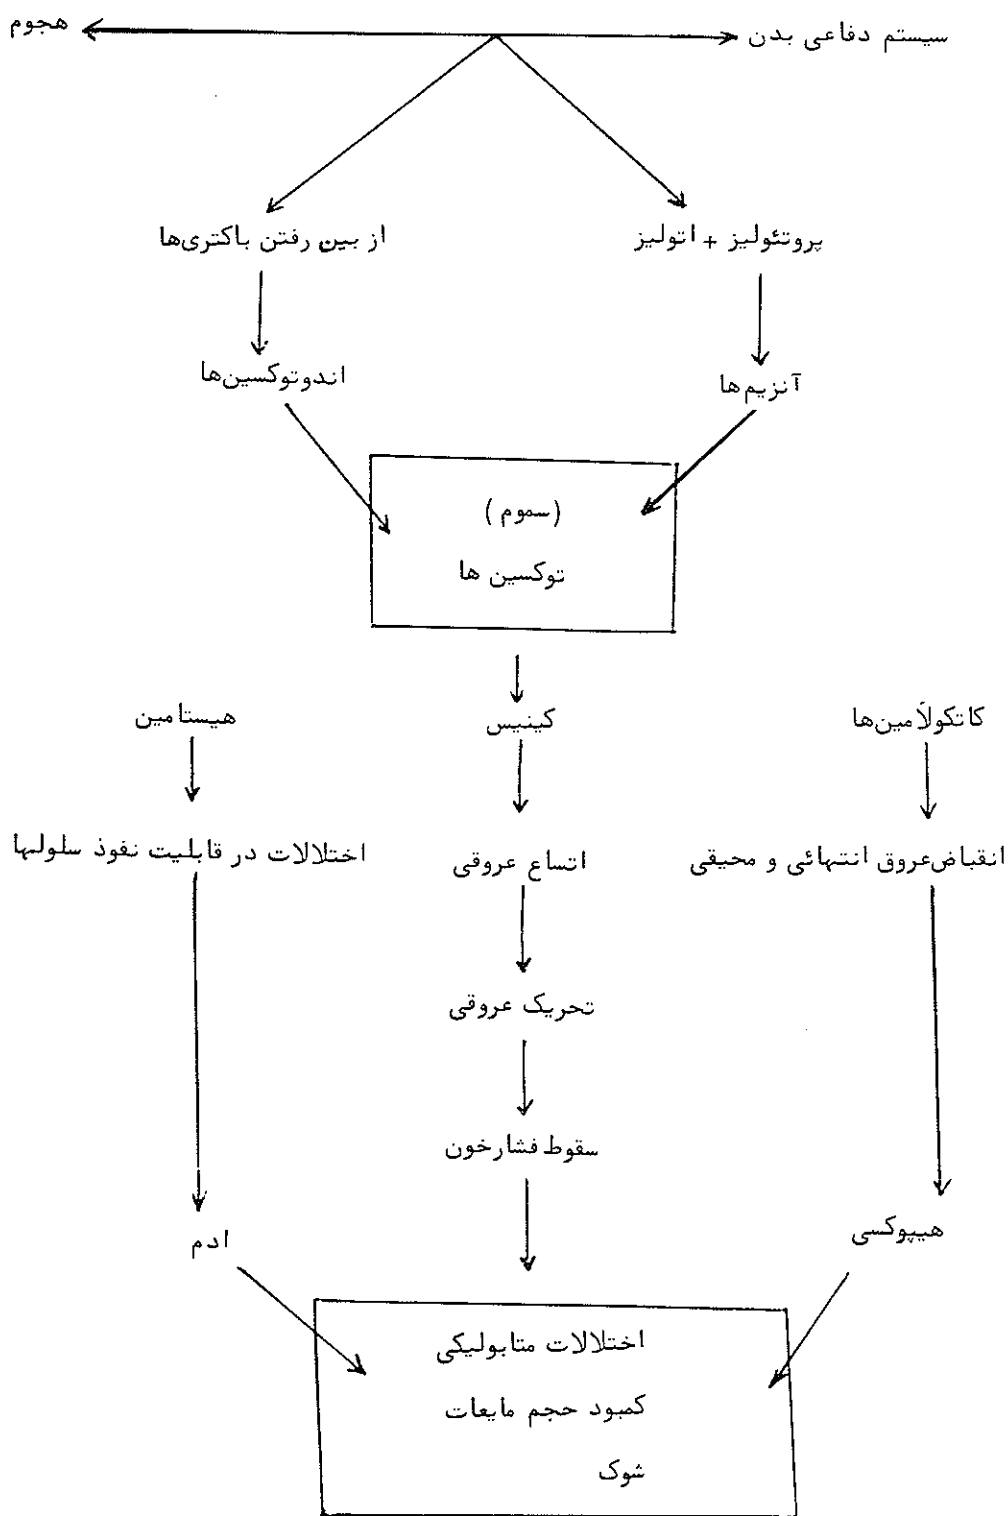 سیستم دفاعی بدن
هجوم
پروتئولیز + اتولیز
از بین رفتن باکتری‌ها
آنزیم‌ها
اندوتوکسین‌ها
(سموم)
توکسین ها
کاتکولآمین‌ها
کینیس
هیستامین
انقباض عروق انتهائی و محیقی
اتساع عروقی
اختلالات در قابلیت نفوذ سلولها
تحریک عروقی
سقوط فشارخون
هیپوکسی
ادم
اختلالات متابولیکی
کمبود حجم مایعات
شوک